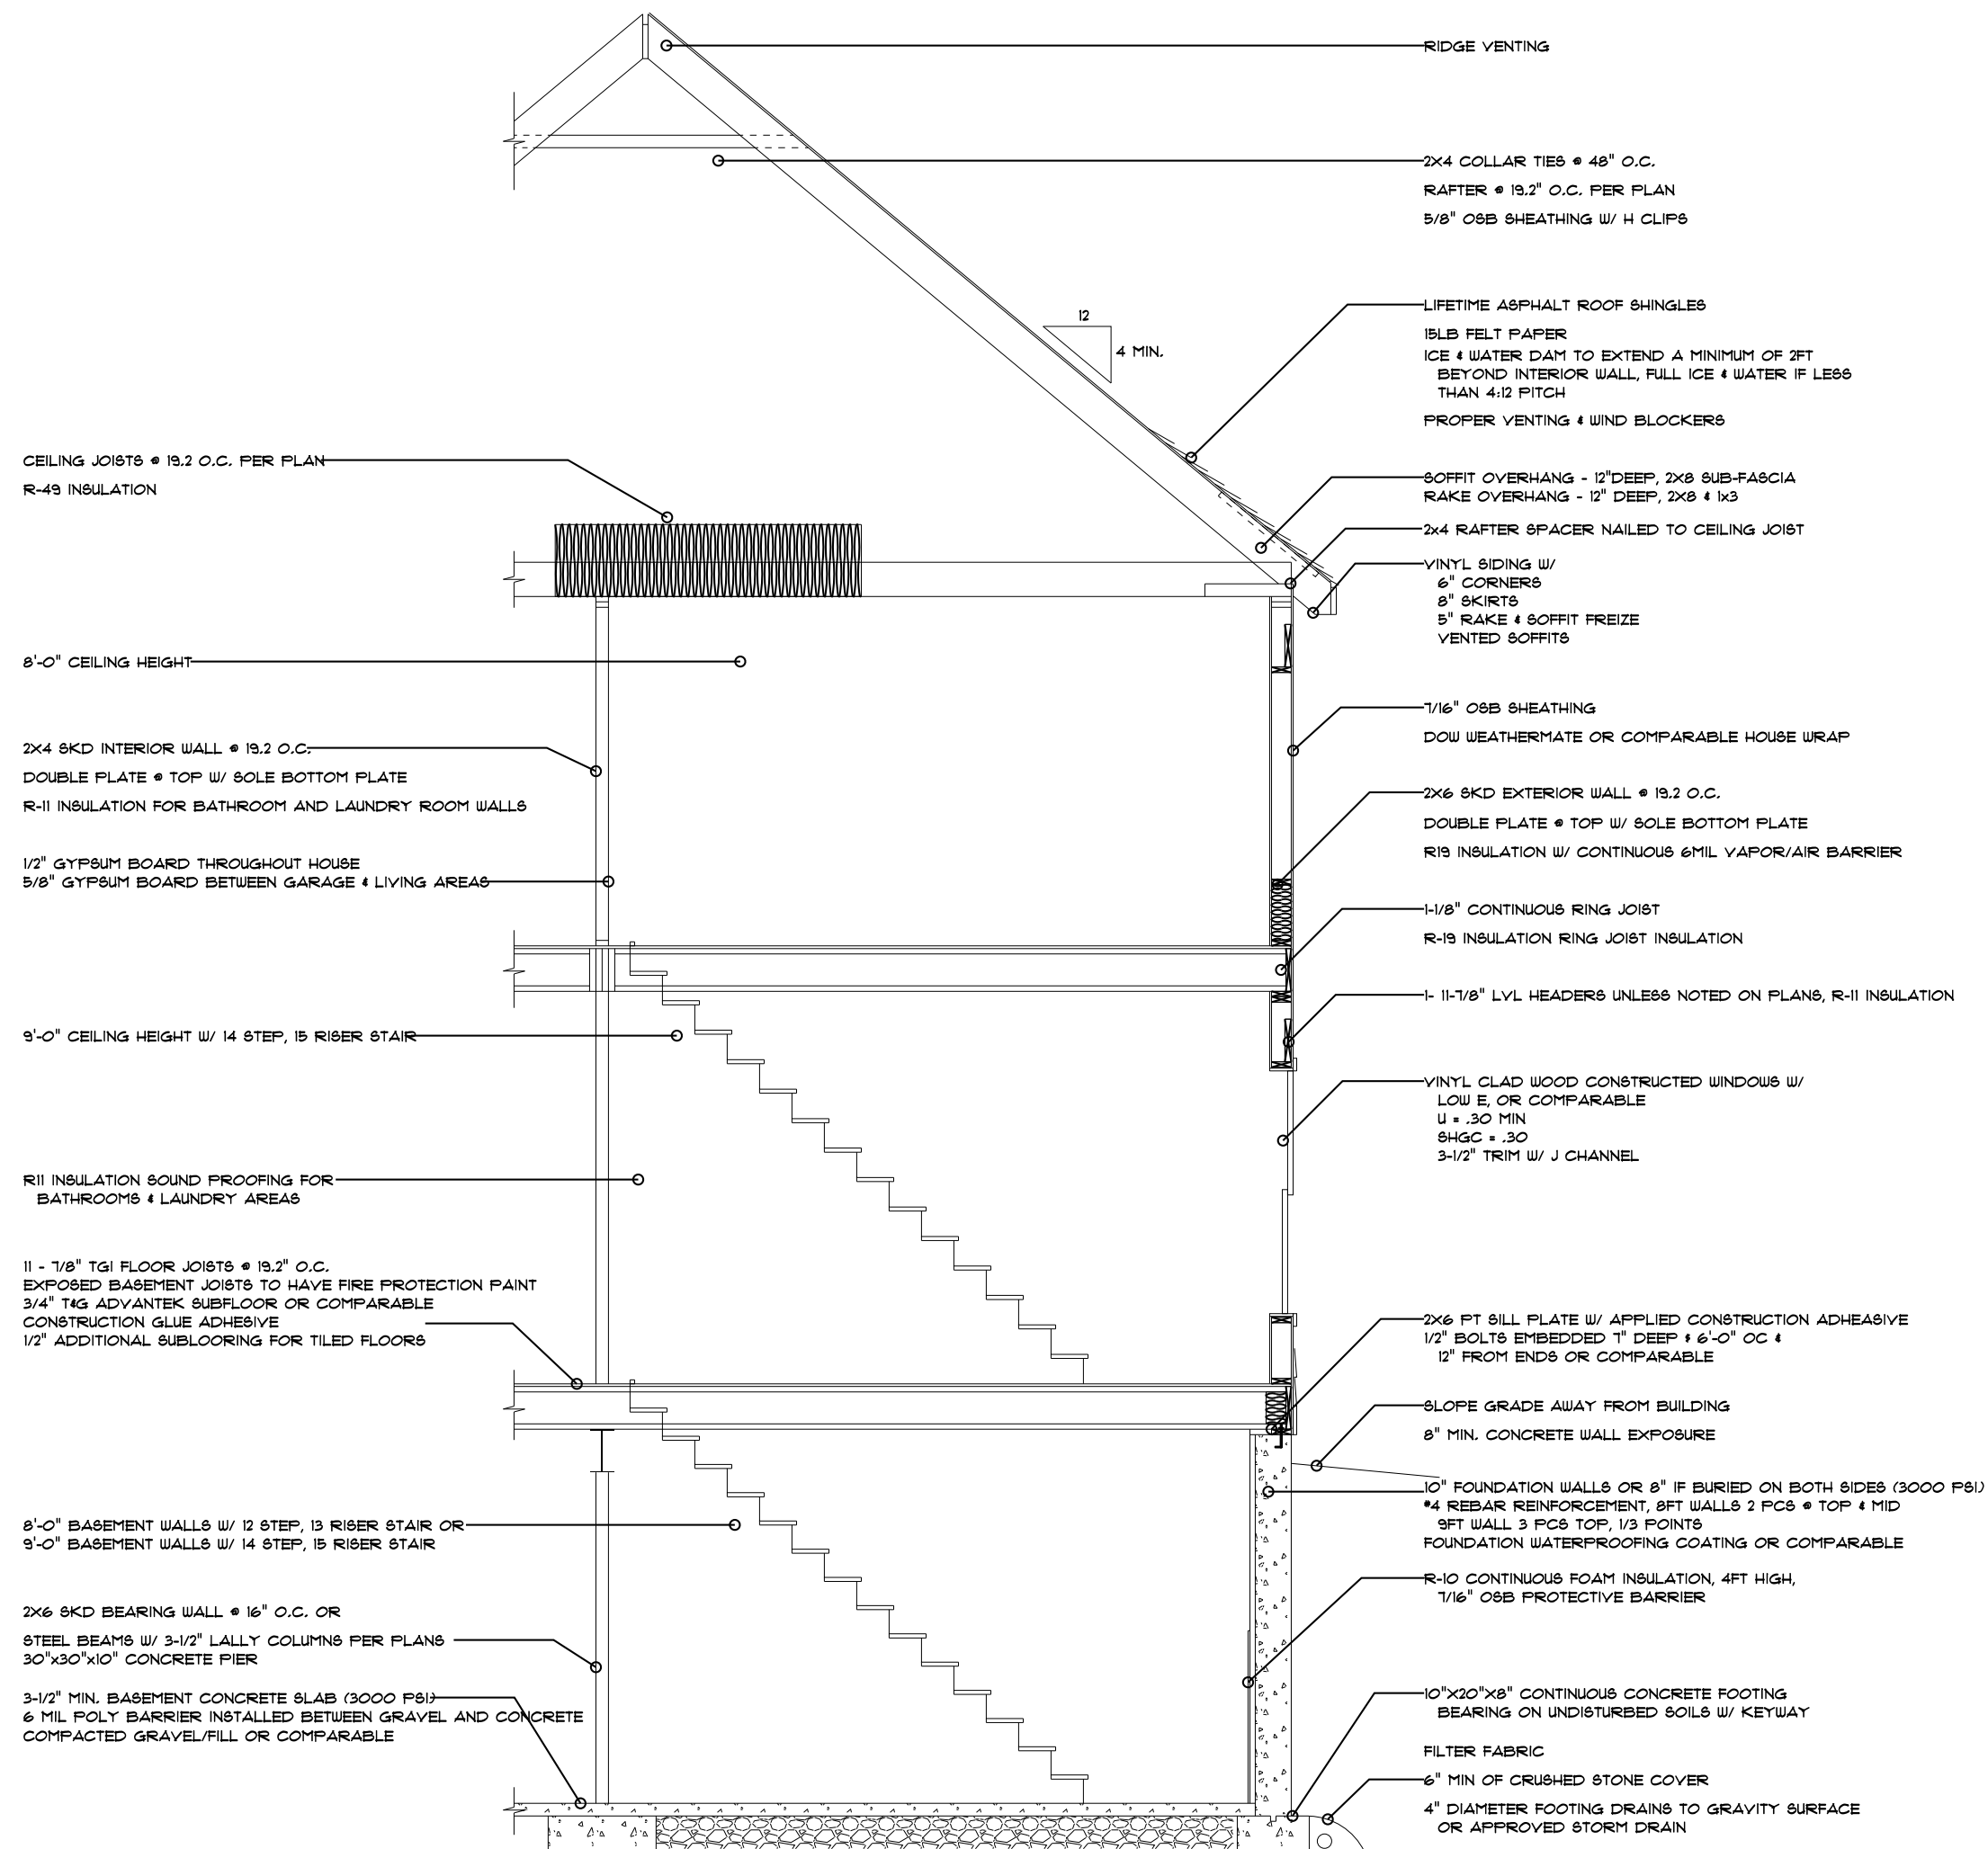 RIDGE VENTING
2X4 COLLAR TIES @ 48" O.C.
RAFTER @ 19.2" O.C. PER PLAN
5/8" OSB SHEATHING W/ H CLIPS
12
4 MIN.
LIFETIME ASPHALT ROOF SHINGLES
15LB FELT PAPER
ICE & WATER DAM TO EXTEND A MINIMUM OF 2FT
BEYOND INTERIOR WALL, FULL ICE & WATER IF LESS
THAN 4:12 PITCH
PROPER VENTING & WIND BLOCKERS
SOFFIT OVERHANG - 12"DEEP, 2X8 SUB-FASCIA
RAKE OVERHANG - 12" DEEP, 2X8 & 1x3
2x4 RAFTER SPACER NAILED TO CEILING JOIST
VINYL SIDING W/
6" CORNERS
8" SKIRTS
5" RAKE & SOFFIT FREIZE
VENTED SOFFITS
7/16" OSB SHEATHING
DOW WEATHERMATE OR COMPARABLE HOUSE WRAP
2X6 SKD EXTERIOR WALL @ 19.2 O.C.
DOUBLE PLATE @ TOP W/ SOLE BOTTOM PLATE
R19 INSULATION W/ CONTINUOUS 6MIL VAPOR/AIR BARRIER
1-1/8" CONTINUOUS RING JOIST
R-19 INSULATION RING JOIST INSULATION
1- 11-7/8" LVL HEADERS UNLESS NOTED ON PLANS, R-11 INSULATION
VINYL CLAD WOOD CONSTRUCTED WINDOWS W/
LOW E, OR COMPARABLE
U = .30 MIN
SHGC = .30
3-1/2" TRIM W/ J CHANNEL
2X6 PT SILL PLATE W/ APPLIED CONSTRUCTION ADHEASIVE
1/2" BOLTS EMBEDDED 7" DEEP & 6'-0" OC &
12" FROM ENDS OR COMPARABLE
SLOPE GRADE AWAY FROM BUILDING
8" MIN. CONCRETE WALL EXPOSURE
10" FOUNDATION WALLS OR 8" IF BURIED ON BOTH SIDES (3000 PSI)
#4 REBAR REINFORCEMENT, 8FT WALLS 2 PCS @ TOP & MID
9FT WALL 3 PCS TOP, 1/3 POINTS
FOUNDATION WATERPROOFING COATING OR COMPARABLE
R-10 CONTINUOUS FOAM INSULATION, 4FT HIGH,
7/16" OSB PROTECTIVE BARRIER
10"X20"X8" CONTINUOUS CONCRETE FOOTING
BEARING ON UNDISTURBED SOILS W/ KEYWAY
FILTER FABRIC
6" MIN OF CRUSHED STONE COVER
4" DIAMETER FOOTING DRAINS TO GRAVITY SURFACE
OR APPROVED STORM DRAIN
CEILING JOISTS @ 19.2 O.C. PER PLAN
R-49 INSULATION
8'-0" CEILING HEIGHT
2X4 SKD INTERIOR WALL @ 19.2 O.C.
DOUBLE PLATE @ TOP W/ SOLE BOTTOM PLATE
R-11 INSULATION FOR BATHROOM AND LAUNDRY ROOM WALLS
1/2" GYPSUM BOARD THROUGHOUT HOUSE
5/8" GYPSUM BOARD BETWEEN GARAGE & LIVING AREAS
9'-0" CEILING HEIGHT W/ 14 STEP, 15 RISER STAIR
R11 INSULATION SOUND PROOFING FOR
BATHROOMS & LAUNDRY AREAS
11 - 7/8" TGI FLOOR JOISTS @ 19.2" O.C.
EXPOSED BASEMENT JOISTS TO HAVE FIRE PROTECTION PAINT
3/4" T&G ADVANTEK SUBFLOOR OR COMPARABLE
CONSTRUCTION GLUE ADHESIVE
1/2" ADDITIONAL SUBLOORING FOR TILED FLOORS
8'-0" BASEMENT WALLS W/ 12 STEP, 13 RISER STAIR OR
9'-0" BASEMENT WALLS W/ 14 STEP, 15 RISER STAIR
2X6 SKD BEARING WALL @ 16" O.C. OR
STEEL BEAMS W/ 3-1/2" LALLY COLUMNS PER PLANS
30"x30"x10" CONCRETE PIER
3-1/2" MIN. BASEMENT CONCRETE SLAB (3000 PSI)
6 MIL POLY BARRIER INSTALLED BETWEEN GRAVEL AND CONCRETE
COMPACTED GRAVEL/FILL OR COMPARABLE